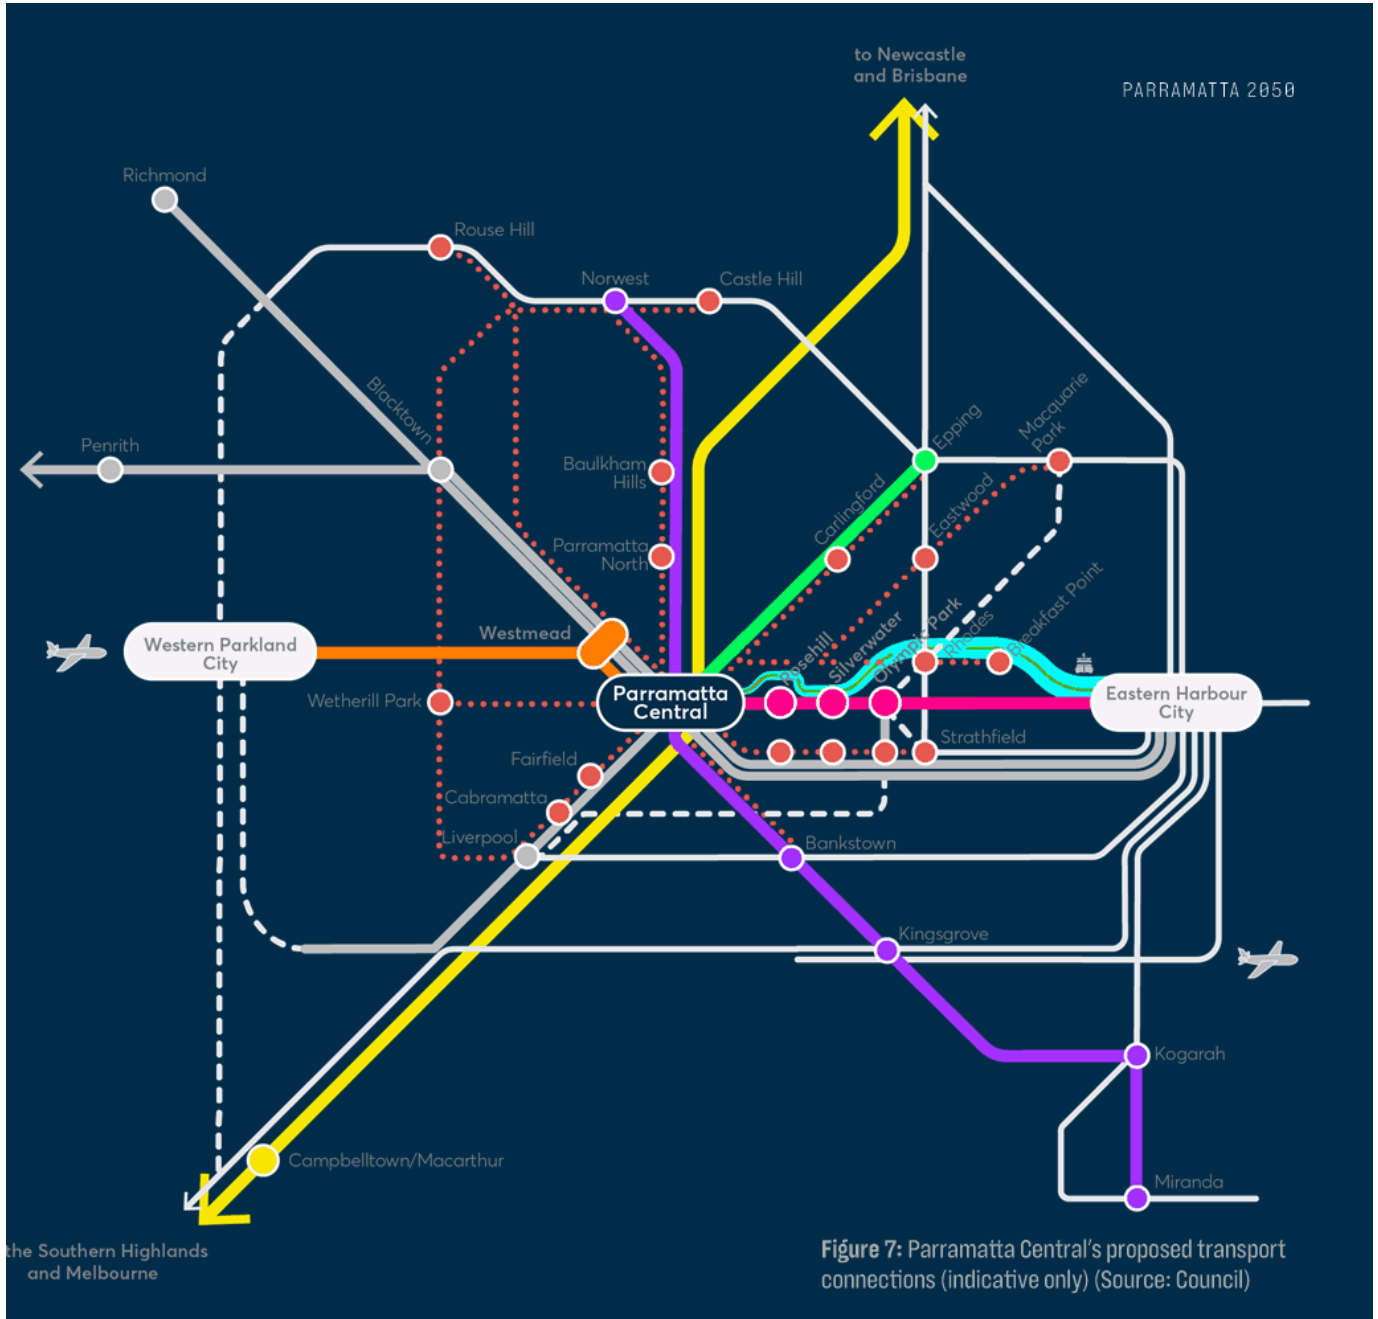 to Newcastle
and Brisbane
PARRAMATTA 2050
Richmond
Rouse Hill
Norwest
Castle Hill
Blacktown
Penrith
Epping
Macquarie
Park
Baulkham
Hills
Carlingford
Eastwood
Parramatta
North
Westmead
Western Parkland
City
Rosehill
Silverwater
Olympic Park
Rhodes
Breakfast Point
Wetherill Park
Parramatta
Central
Eastern Harbour
City
Strathfield
Fairfield
Cabramatta
Liverpool
Bankstown
Kingsgrove
Kogarah
Campbelltown/Macarthur
Miranda
the Southern Highlands
and Melbourne
Figure 7: Parramatta Central's proposed transport
connections (indicative only) (Source: Council)